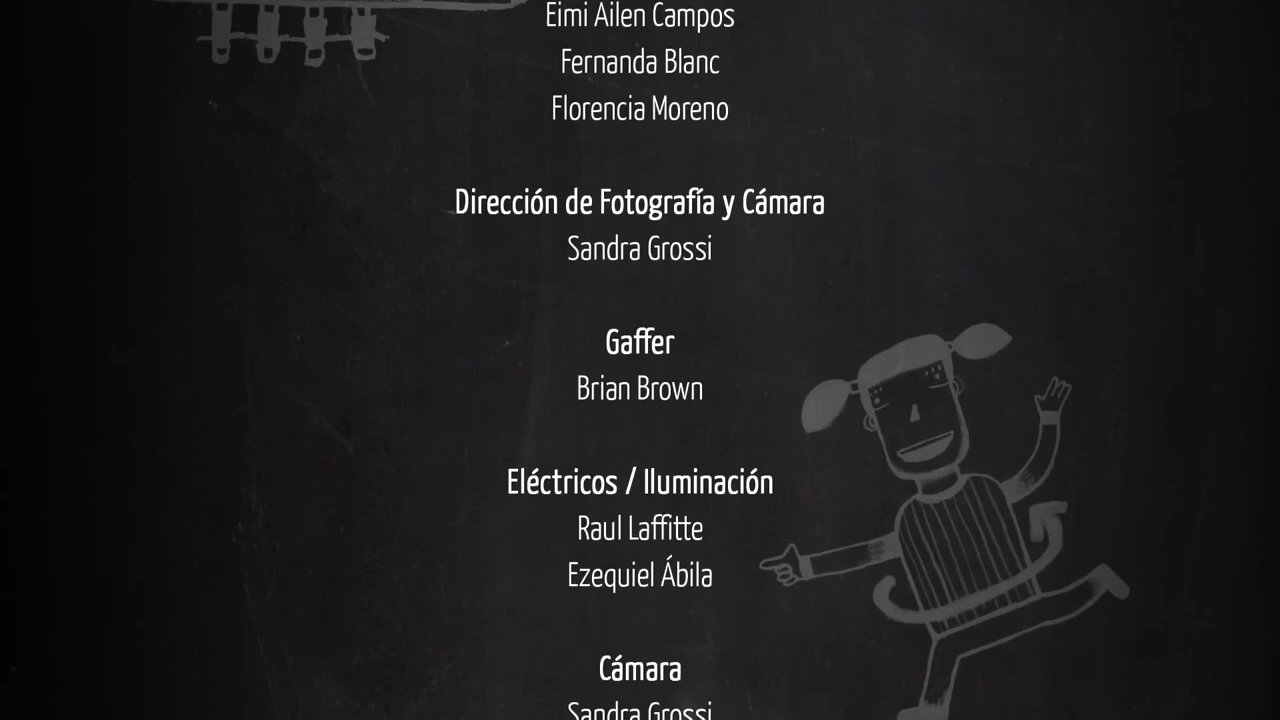 Eimi Ailen Campos
Fernanda Blanc
Florencia Moreno
Dirección de Fotografía y Cámara
Sandra Grossi
Gaffer
Brian Brown
Eléctricos / Iluminación
Raul Laffitte
Ezequiel Ábila
Cámara
Sandra Grossi